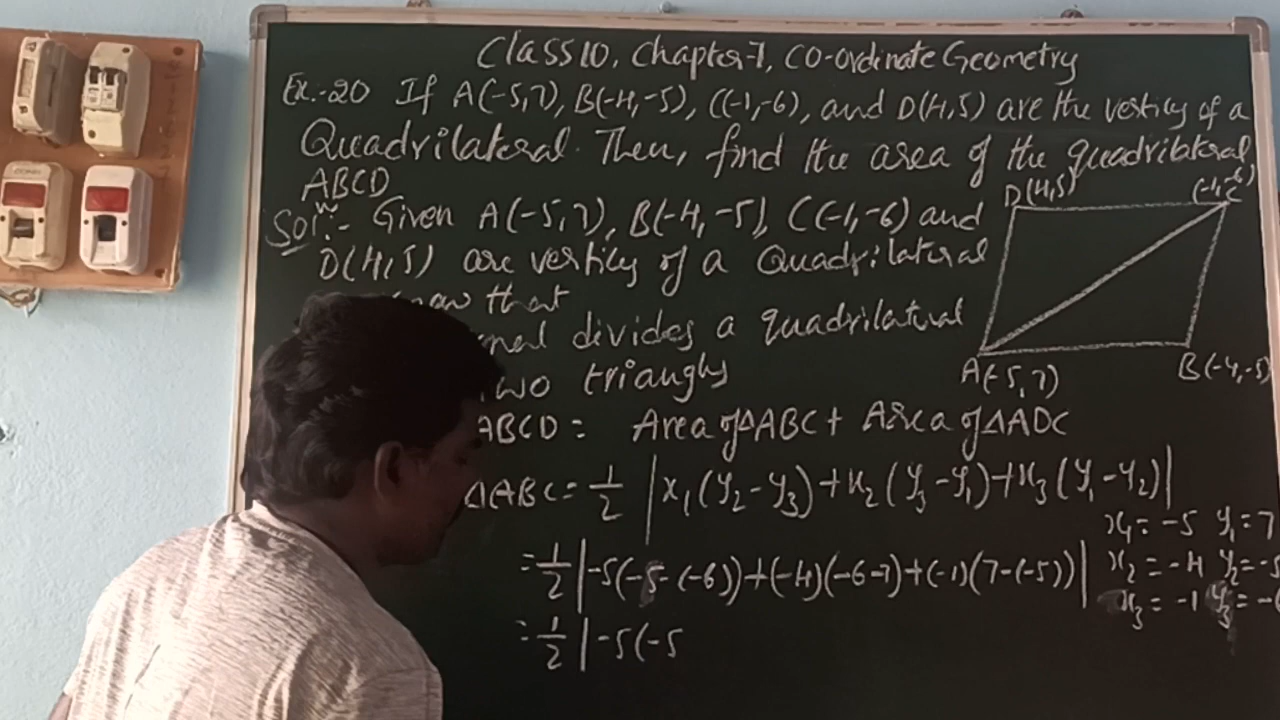 Class 10, Chapter-7, CO-ordinate Geometry
Ex:-20 If A(-5,7), B(-4,-5), C(-1,-6), and D(4,5) are the vertices of a
Quadrilateral. Then, find the area of the quadrilateral
ABCD
Soln:- Given A(-5,7), B(-4,-5), C(-1,-6) and
D(4,5) are vertices of a Quadrilateral
that
divides a quadrilateral
two triangles
ABCD = Area of ΔABC + Area of ΔADC
ΔABC = 1/2 |x1(y2-y3)+x2(y3-y1)+x3(y1-y2)|
= 1/2 |-5(-5-(-6))+(-4)(-6-7)+(-1)(7-(-5))|
= 1/2 |-5(-5
D(4,5)
(-1,-6)
C
A(-5,7)
B(-4,-5)
x1 = -5 y1 = 7
x2 = -4 y2 = -5
x3 = -1 y3 = -6